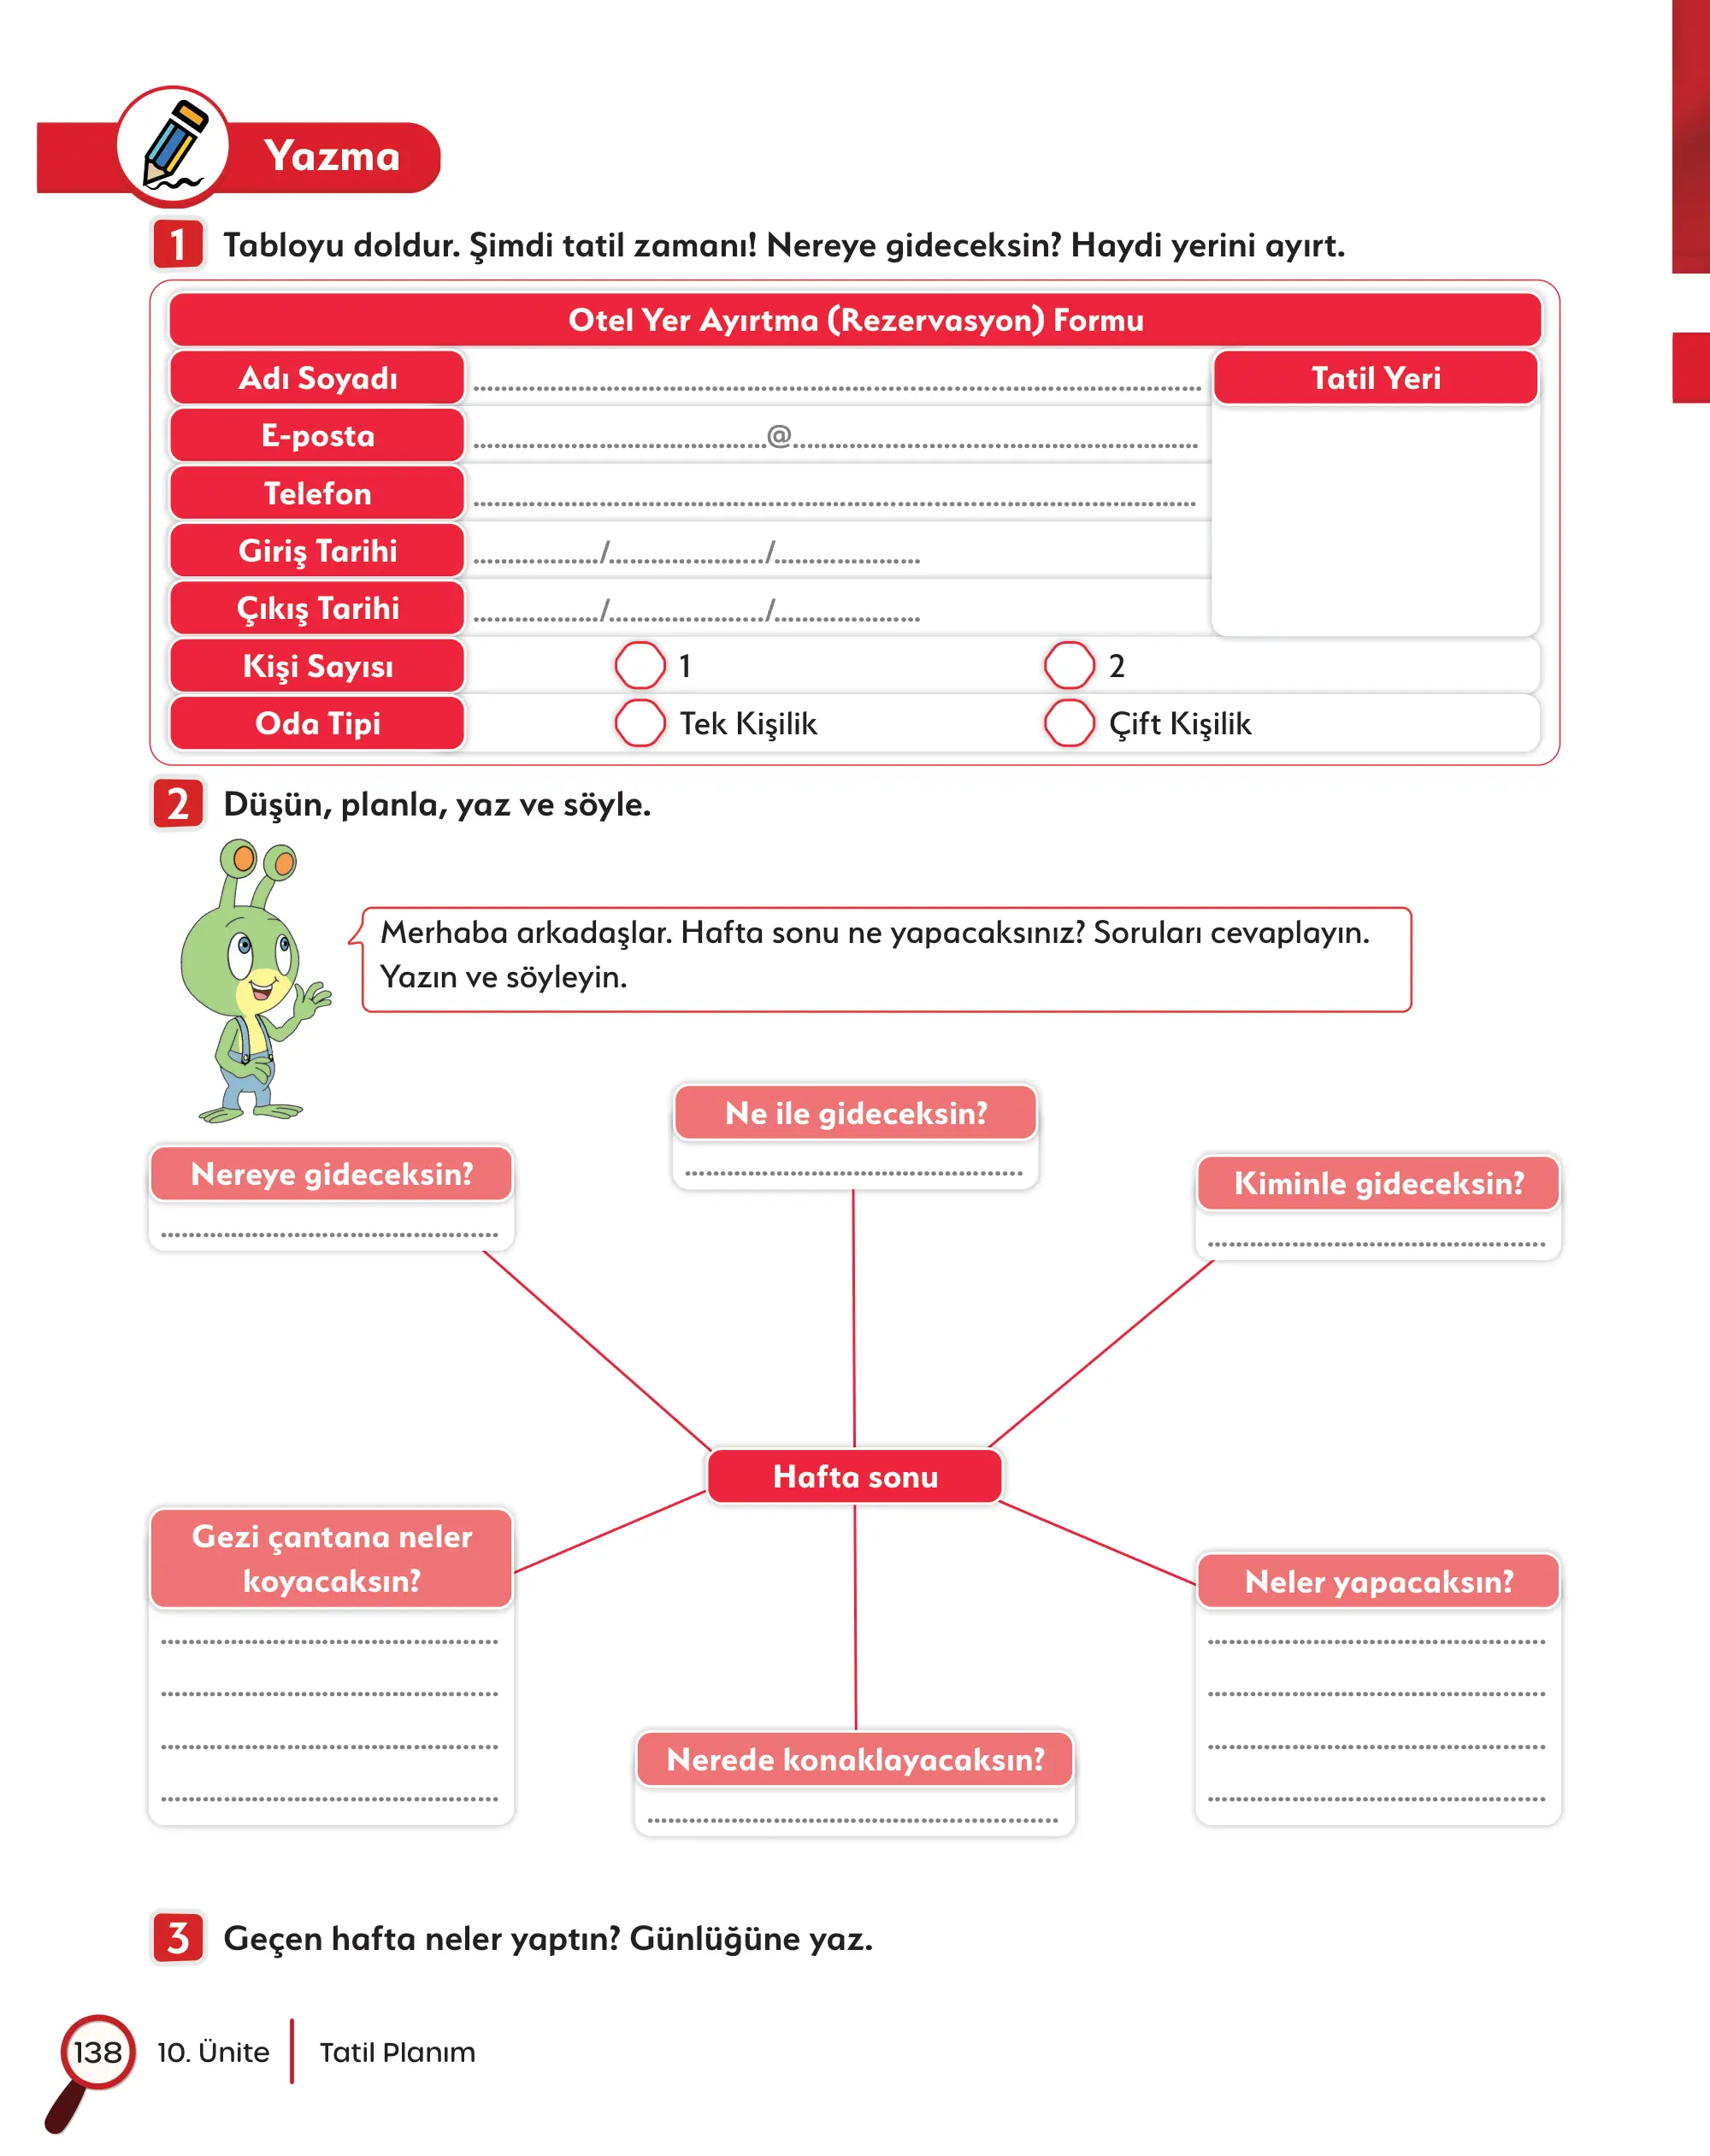 Yazma
1 Tabloyu doldur. Şimdi tatil zamanı! Nereye gideceksin? Haydi yerini ayırt.
Otel Yer Ayırtma (Rezervasyon) Formu
Adı Soyadı ........................................ Tatil Yeri
E-posta ....................@....................
Telefon ........................................
Giriş Tarihi ............/............/............
Çıkış Tarihi ............/............/............
Kişi Sayısı 1 2
Oda Tipi Tek Kişilik Çift Kişilik
2 Düşün, planla, yaz ve söyle.
Merhaba arkadaşlar. Hafta sonu ne yapacaksınız? Soruları cevaplayın.
Yazın ve söyleyin.
Ne ile gideceksin?
Nereye gideceksin?
Kiminle gideceksin?
Hafta sonu
Gezi çantana neler
koyacaksın?
Neler yapacaksın?
Nerede konaklayacaksın?
3 Geçen hafta neler yaptın? Günlüğüne yaz.
138 10. Ünite Tatil Planım